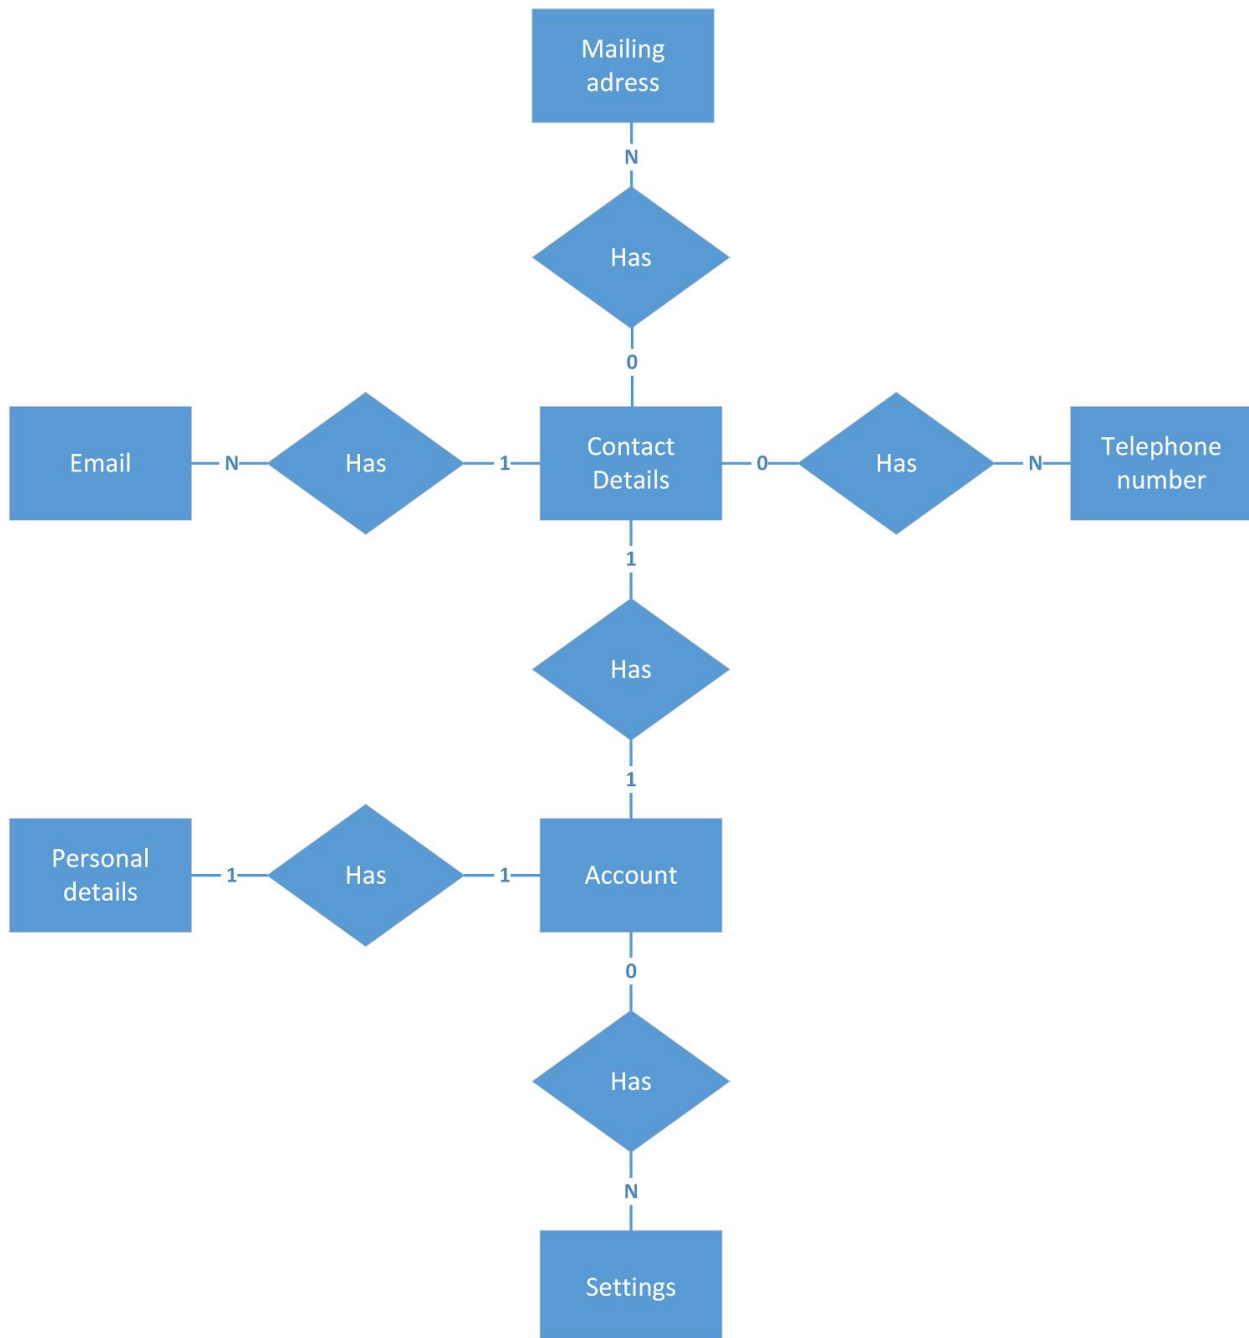 Mailing
adress
N
Has
0
Email
N
Has
1
Contact
Details
0
Has
N
Telephone
number
1
Has
1
Personal
details
1
Has
1
Account
0
Has
N
Settings